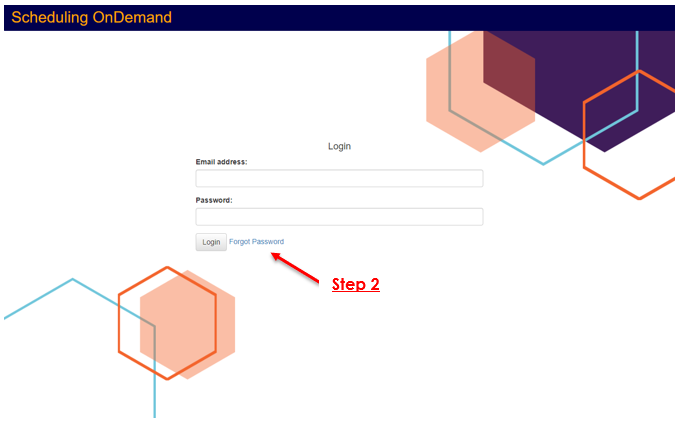 Scheduling OnDemand
Login
Email address:
Password:
Login Forgot Password
Step 2